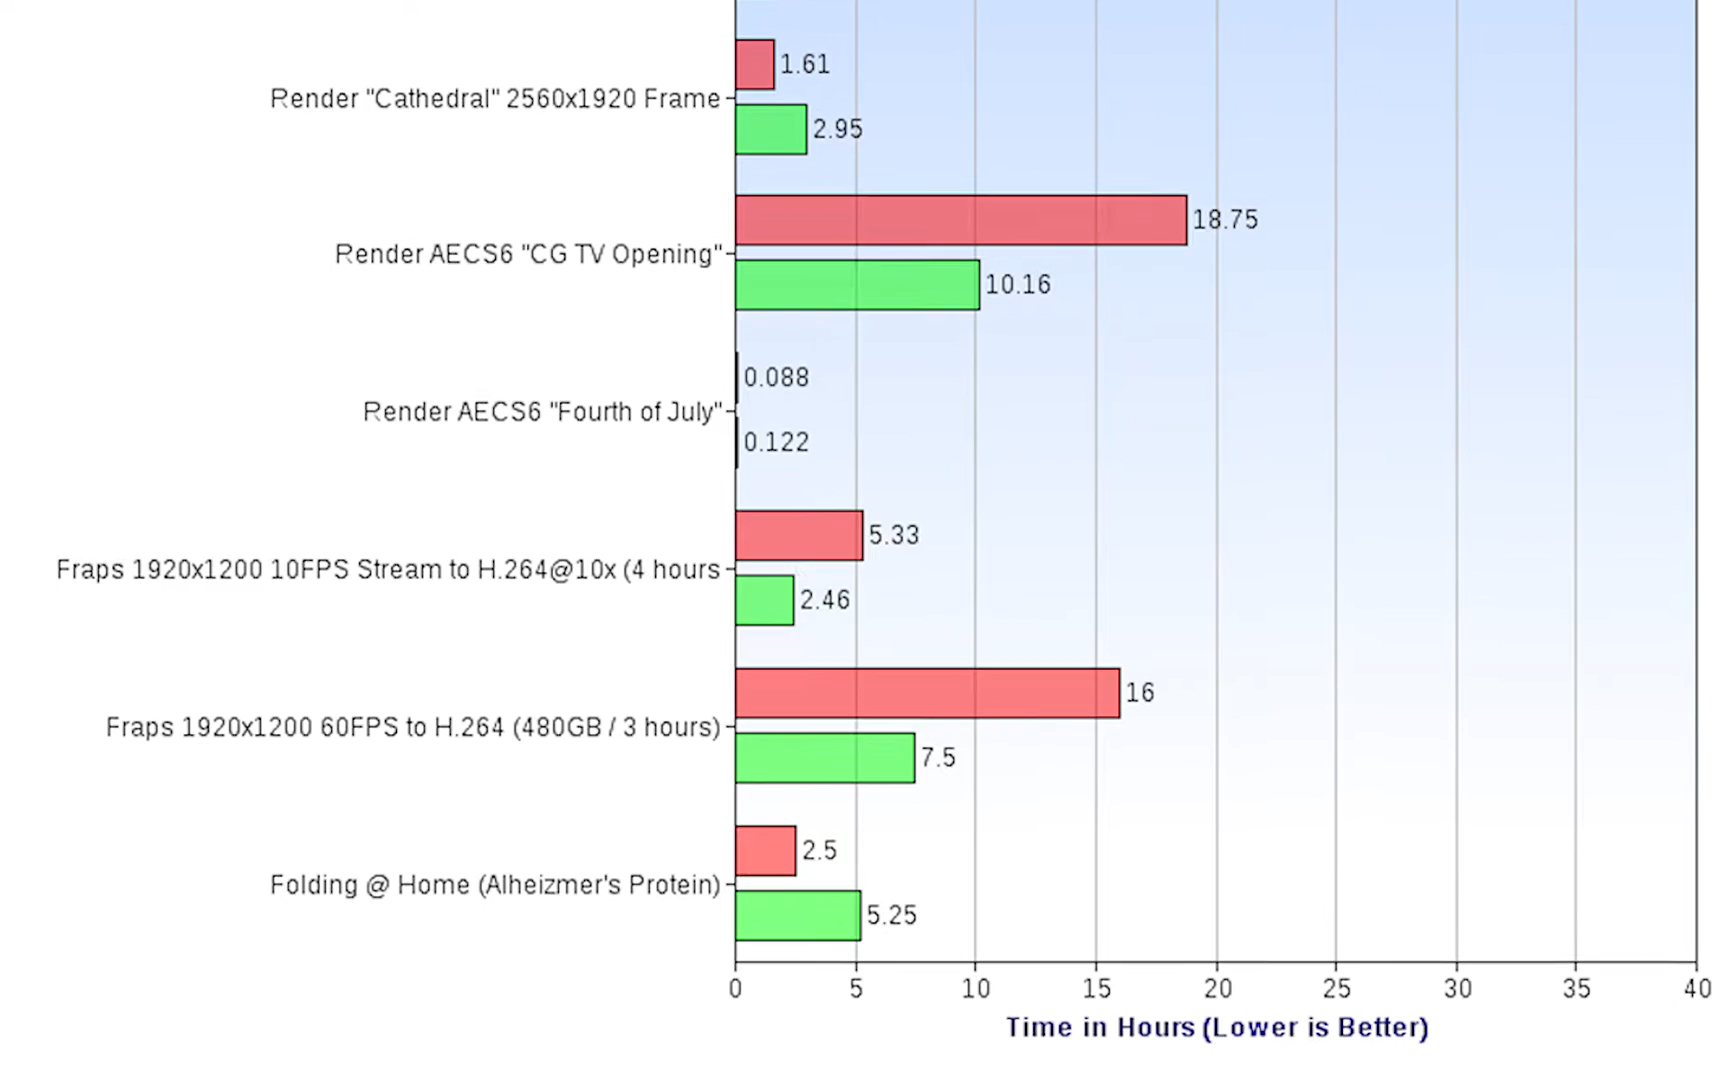 1.61
Render "Cathedral" 2560x1920 Frame
2.95
18.75
Render AECS6 "CG TV Opening"
10.16
0.088
Render AECS6 "Fourth of July"
0.122
5.33
Fraps 1920x1200 10FPS Stream to H.264@10x (4 hours
2.46
16
Fraps 1920x1200 60FPS to H.264 (480GB / 3 hours)
7.5
2.5
Folding @ Home (Alheizmer's Protein)
5.25
0 5 10 15 20 25 30 35 40
Time in Hours (Lower is Better)